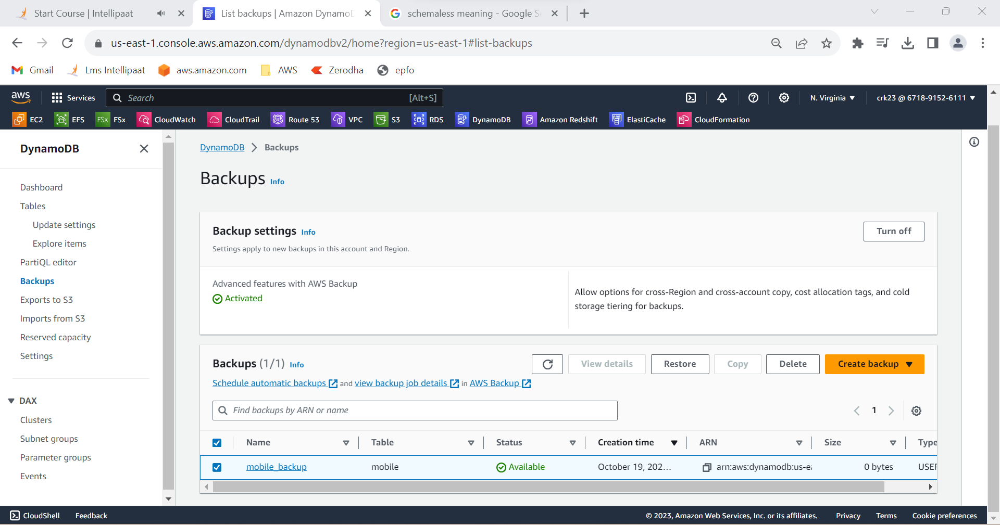 Start Course | Intellipaat
List backups | Amazon DynamoD
schemaless meaning - Google Se
us-east-1.console.aws.amazon.com/dynamodbv2/home?region=us-east-1#list-backups
Gmail Lms Intellipaat aws.amazon.com AWS Zerodha epfo
aws Services Search [Alt+S] N. Virginia crk23 @ 6718-9152-6111
EC2 EFS FSx FSx CloudWatch CloudTrail Route 53 VPC S3 RDS DynamoDB Amazon Redshift ElastiCache CloudFormation
DynamoDB
Dashboard
Tables
Update settings
Explore items
PartiQL editor
Backups
Exports to S3
Imports from S3
Reserved capacity
Settings
DAX
Clusters
Subnet groups
Parameter groups
Events
DynamoDB Backups
Backups Info
Backup settings Info
Turn off
Settings apply to new backups in this account and Region.
Advanced features with AWS Backup
Activated
Allow options for cross-Region and cross-account copy, cost allocation tags, and cold
storage tiering for backups.
Backups (1/1) Info
View details Restore Copy Delete Create backup
Schedule automatic backups and view backup job details in AWS Backup
Find backups by ARN or name
1
Name Table Status Creation time ARN Size Type
mobile_backup mobile Available October 19, 202... arn:aws:dynamodb:us-ea 0 bytes USER
CloudShell Feedback © 2023, Amazon Web Services, Inc. or its affiliates. Privacy Terms Cookie preferences